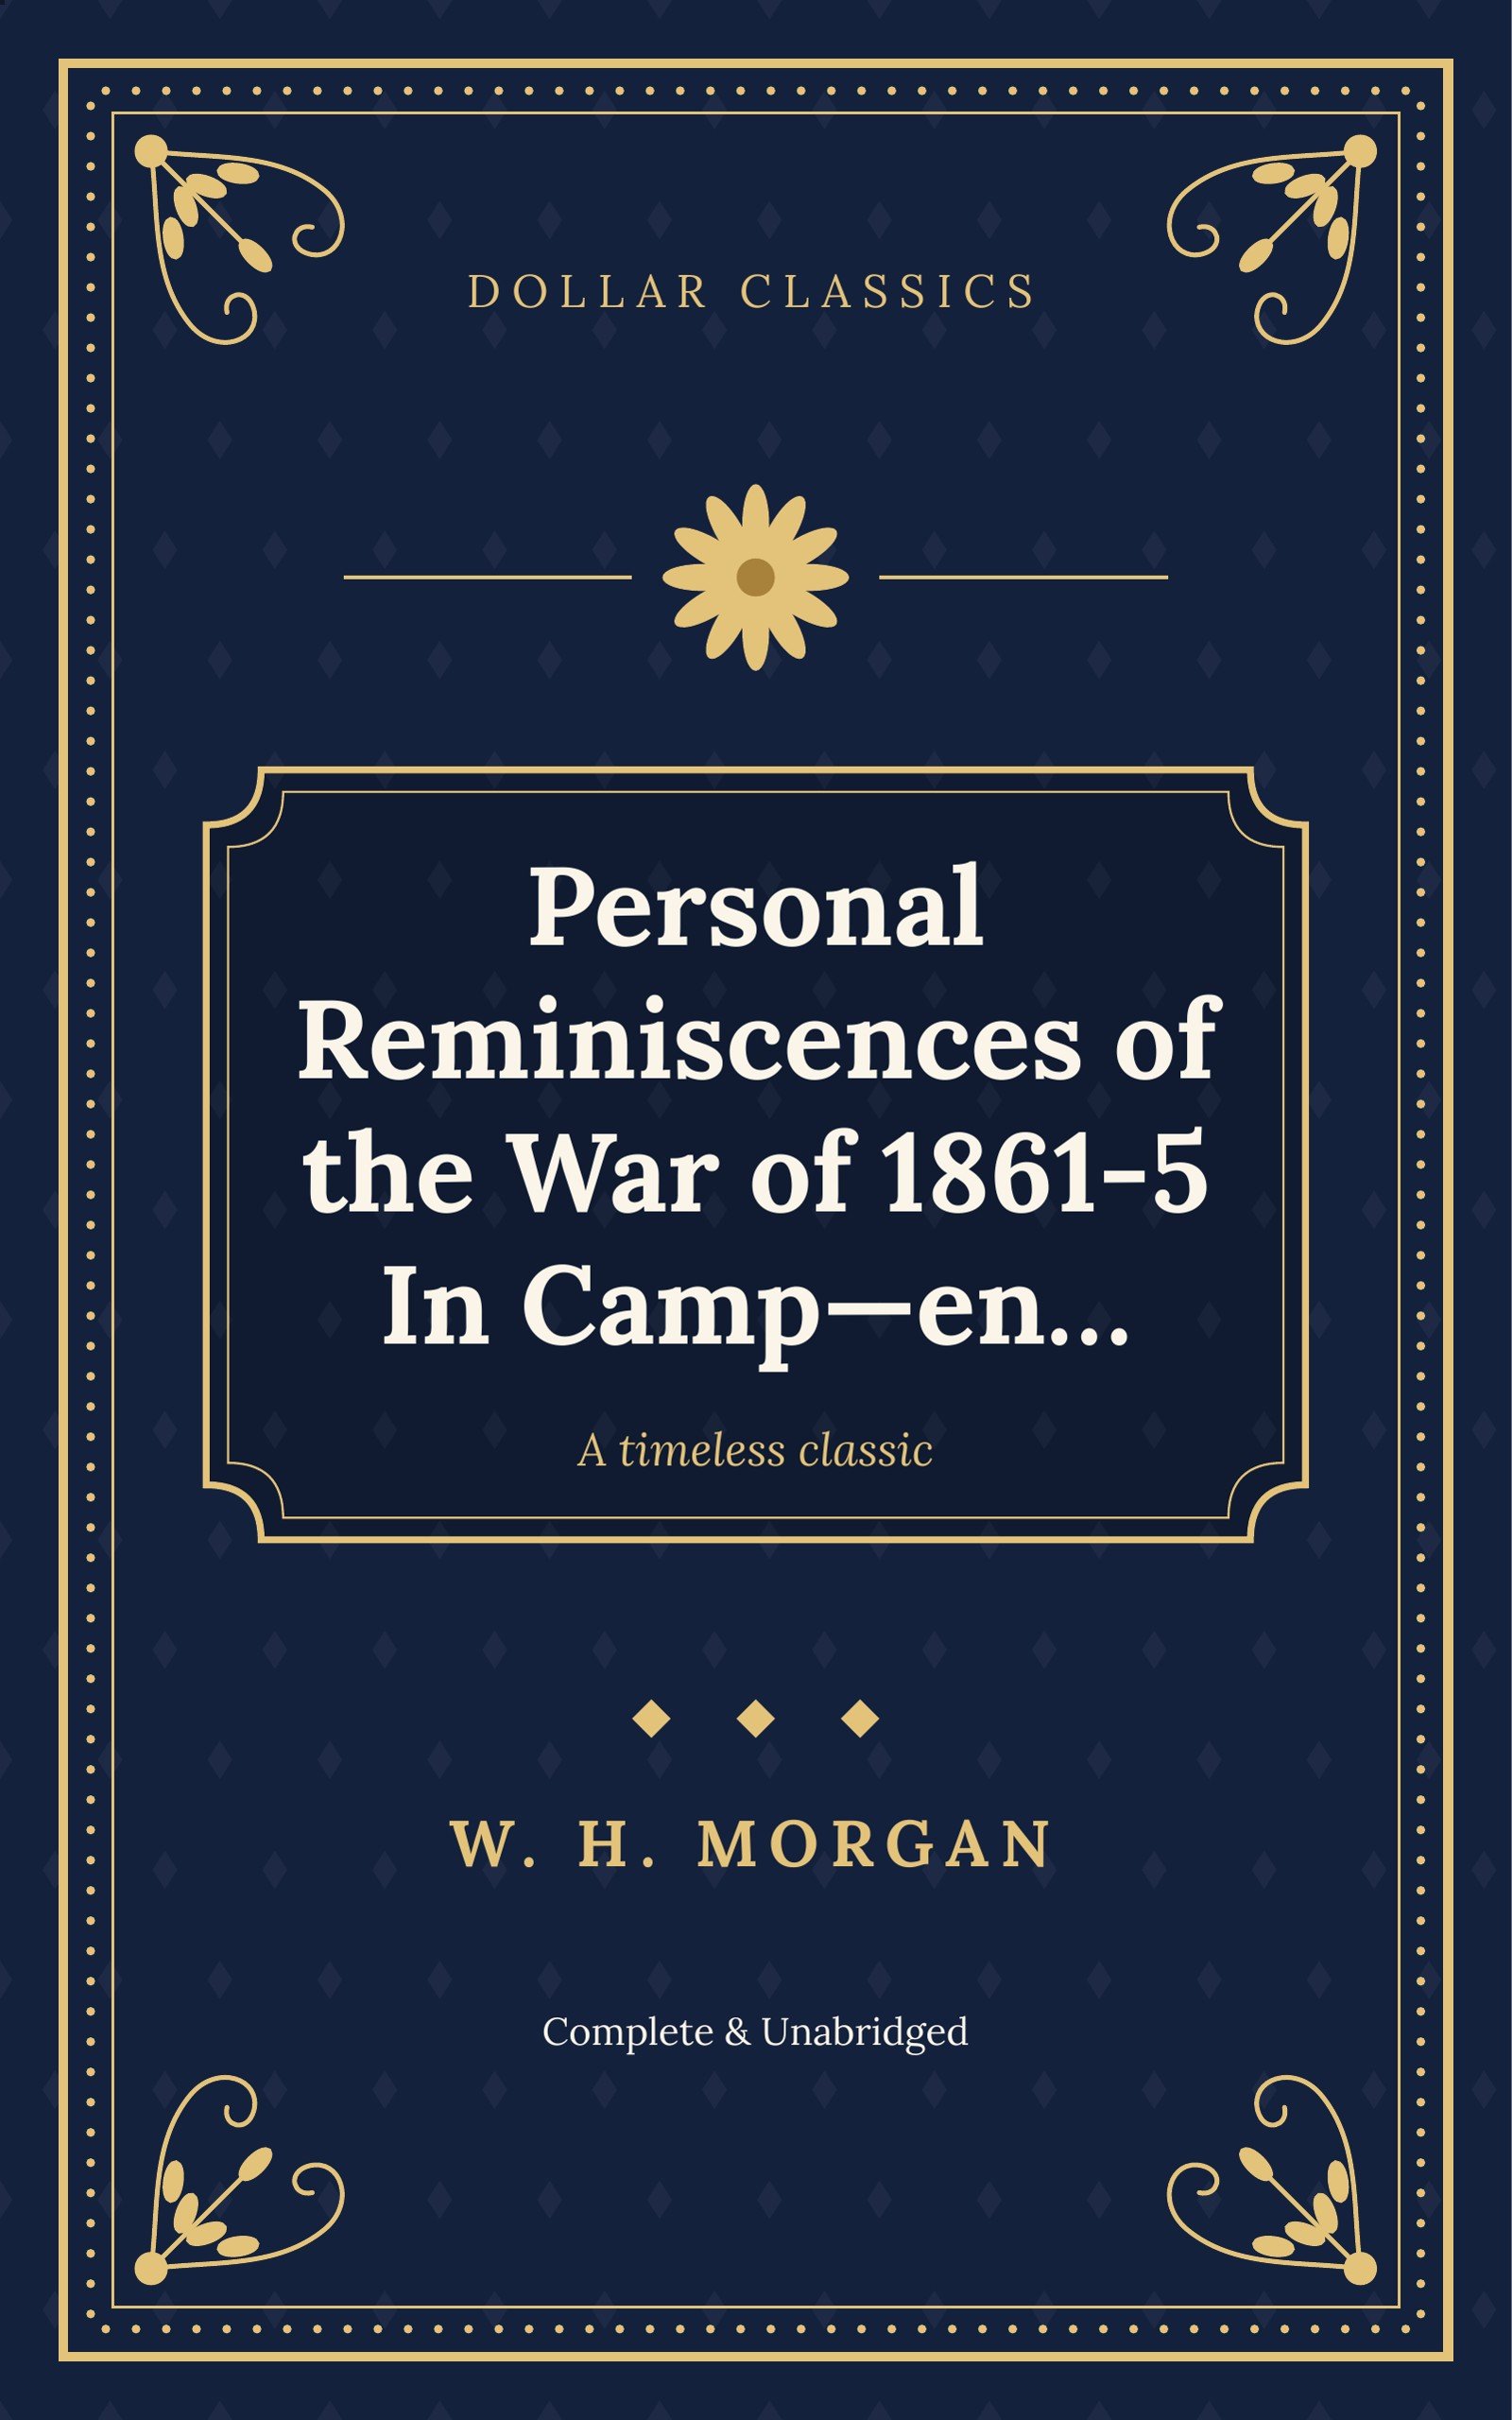 DOLLAR CLASSICS
Personal
Reminiscences of
the War of 1861–5
In Camp—en...
A timeless classic
W. H. MORGAN
Complete & Unabridged